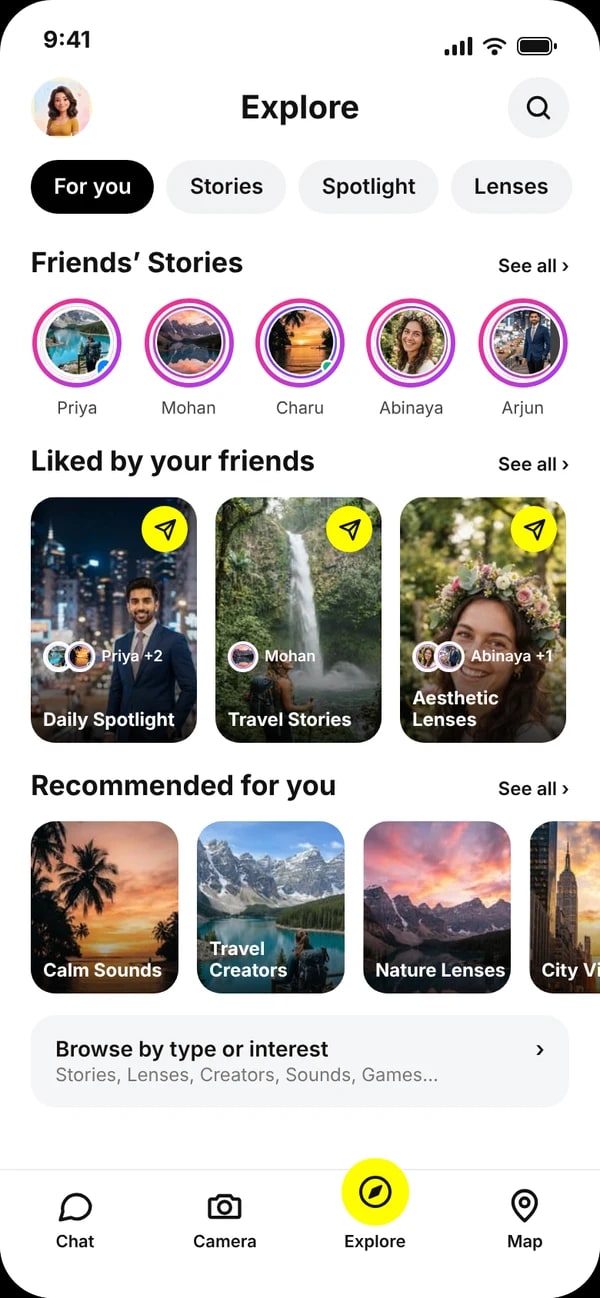 9:41
Explore
For you
Stories
Spotlight
Lenses
Friends’ Stories
See all ›
Priya
Mohan
Charu
Abinaya
Arjun
Liked by your friends
See all ›
Priya +2
Daily Spotlight
Mohan
Travel Stories
Abinaya +1
Aesthetic
Lenses
Recommended for you
See all ›
Calm Sounds
Travel
Creators
Nature Lenses
City Vi
Browse by type or interest
›
Stories, Lenses, Creators, Sounds, Games...
Chat
Camera
Explore
Map